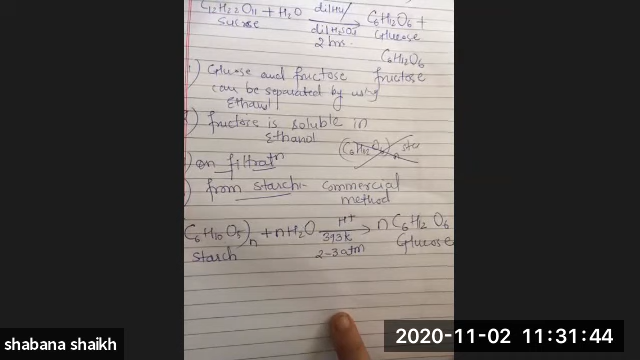 C12H22O11 + H2O dil HCl/ dil H2SO4 2 hrs. → C6H12O6 + C6H12O6
Sucrose Glucose fructose
) Glucose and fructose
can be separated by using
Ethanol
) fructose is soluble in
Ethanol
) on filtratn
) from starch:- commercial
method
(C6H10O5)n + nH2O H+ 393K 2-3 atm → n C6H12O6
starch Glucose
shabana shaikh
2020-11-02 11:31:44